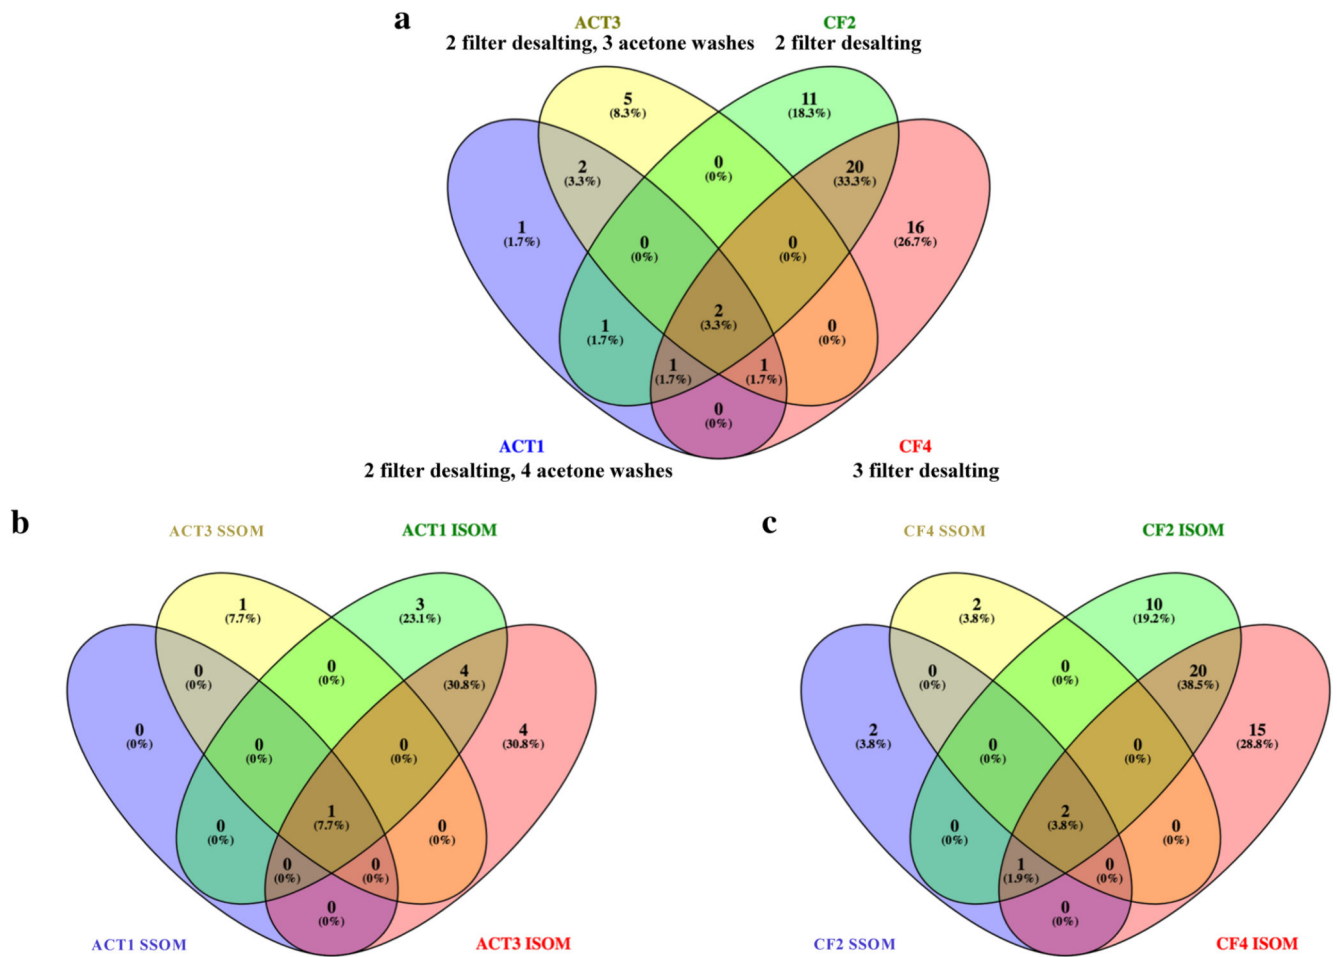 a
ACT3 CF2
2 filter desalting, 3 acetone washes 2 filter desalting
5 11
(8.3%) (18.3%)
2 0 20
(3.3%) (0%) (33.3%)
1 16
(1.7%) (26.7%)
0 0
(0%) (0%)
2
(3.3%)
1 0
(1.7%) (0%)
1 1
(1.7%) (1.7%)
0
(0%)
ACT1 CF4
2 filter desalting, 4 acetone washes 3 filter desalting
b
ACT3 SSOM ACT1 ISOM
1 3
(7.7%) (23.1%)
0 0 4
(0%) (0%) (30.8%)
0 4
(0%) (30.8%)
0 0
(0%) (0%)
1
(7.7%)
0 0
(0%) (0%)
0 0
(0%) (0%)
0
(0%)
ACT1 SSOM ACT3 ISOM
c
CF4 SSOM CF2 ISOM
2 10
(3.8%) (19.2%)
0 0 20
(0%) (0%) (38.5%)
2 15
(3.8%) (28.8%)
0 0
(0%) (0%)
2
(3.8%)
0 0
(0%) (0%)
1 0
(1.9%) (0%)
0
(0%)
CF2 SSOM CF4 ISOM